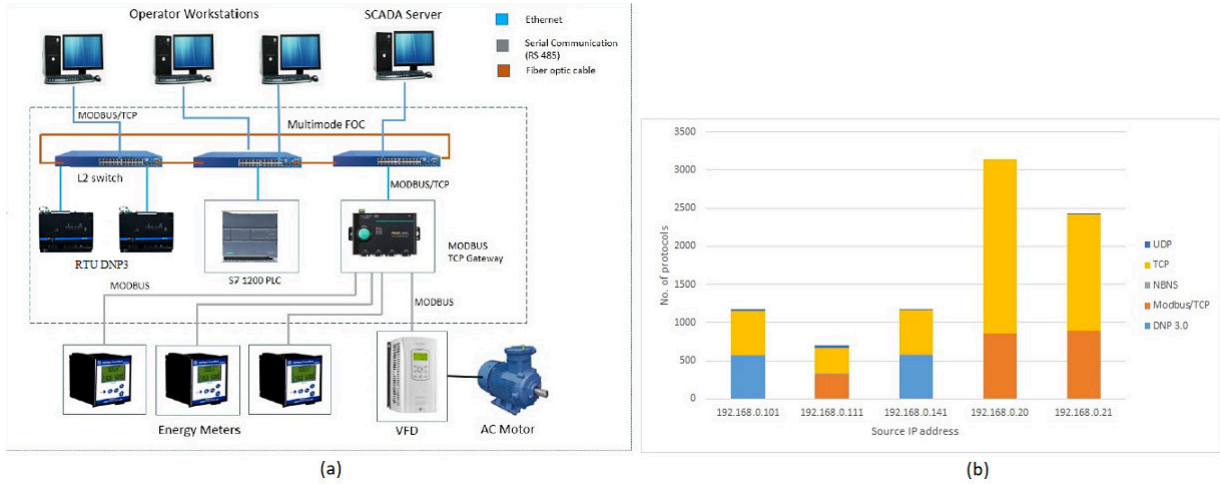 Operator Workstations
SCADA Server
Ethernet
Serial Communication
(RS 485)
Fiber optic cable
MODBUS/TCP
Multimode FOC
L2 switch
MODBUS/TCP
RTU DNP3
S7 1200 PLC
MODBUS
TCP Gateway
MODBUS
MODBUS
Energy Meters
VFD
AC Motor
(a)
3500
3000
2500
2000
1500
1000
500
0
No. of protocols
192.168.0.101
192.168.0.111
192.168.0.141
192.168.0.20
192.168.0.21
Source IP address
UDP
TCP
NBNS
Modbus/TCP
DNP 3.0
(b)